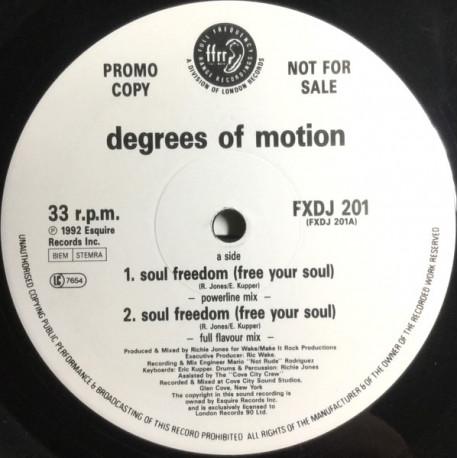 FULL FREQUENCY RANGE RECORDINGS
ffrr
A DIVISION OF LONDON RECORDS
PROMO COPY
NOT FOR SALE
degrees of motion
33 r.p.m.
℗ 1992 Esquire
Records Inc.
BIEM STEMRA
LC 7654
FXDJ 201
(FXDJ 201A)
a side
1. soul freedom (free your soul)
(R. Jones/E. Kupper)
– powerline mix –
2. soul freedom (free your soul)
(R. Jones/E. Kupper)
– full flavour mix –
Produced & Mixed by Richie Jones for Wake/Make It Rock Productions
Executive Producer: Ric Wake.
Recording & Mix Engineer Mario "Not Rude" Rodriguez
Keyboards: Eric Kupper. Drums & Percussion: Richie Jones
Assisted by The "Cove City Crew"
Recorded & Mixed at Cove City Sound Studios,
Glen Cove, New York
The copyright in this sound recording is
owned by Esquire Records Inc.
and is exclusively licensed to
London Records 90 Ltd.
UNAUTHORISED COPYING PUBLIC PERFORMANCE & BROADCASTING OF THIS RECORD PROHIBITED ALL RIGHTS OF THE MANUFACTURER & OF THE OWNER OF THE RECORDED WORK RESERVED